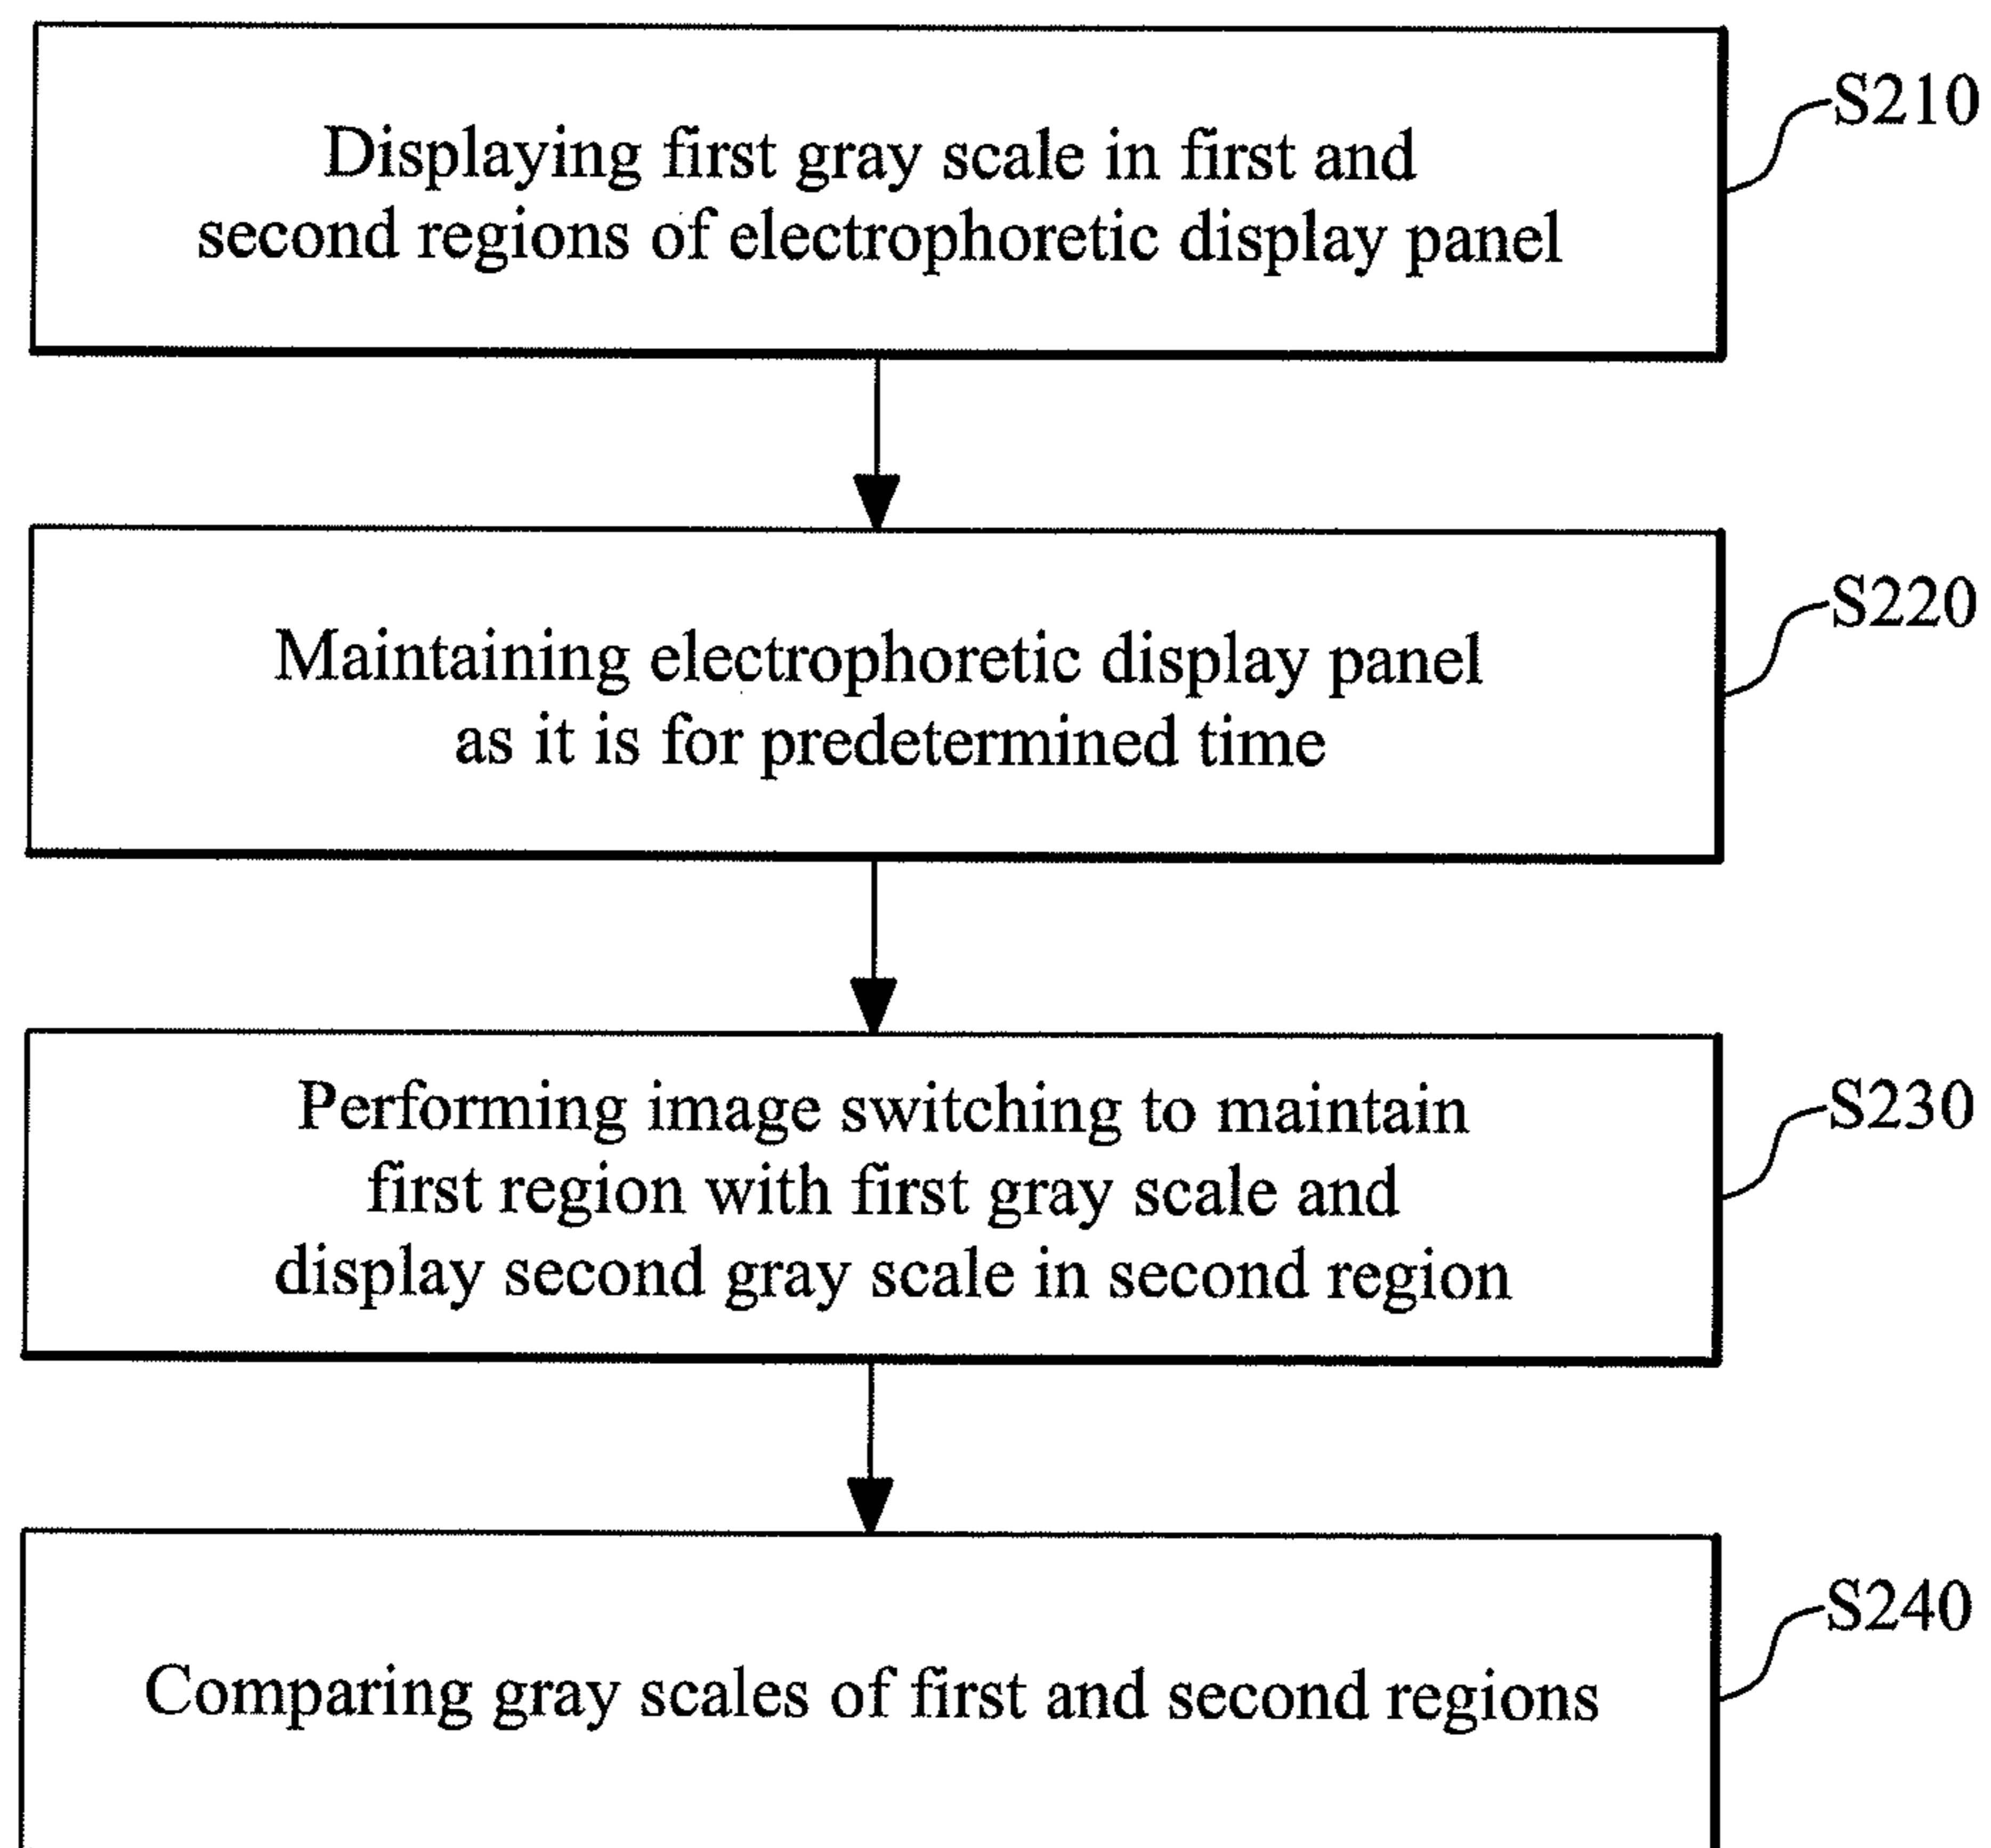 Displaying first gray scale in first and
second regions of electrophoretic display panel
S210
Maintaining electrophoretic display panel
as it is for predetermined time
S220
Performing image switching to maintain
first region with first gray scale and
display second gray scale in second region
S230
Comparing gray scales of first and second regions
S240